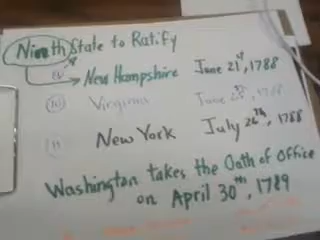 Ninth State to Ratify
⑨ New Hampshire June 21st, 1788
⑩ Virginia June 25th, 1788
⑪ New York July 26th, 1788
Washington takes the Oath of Office
on April 30th, 1789